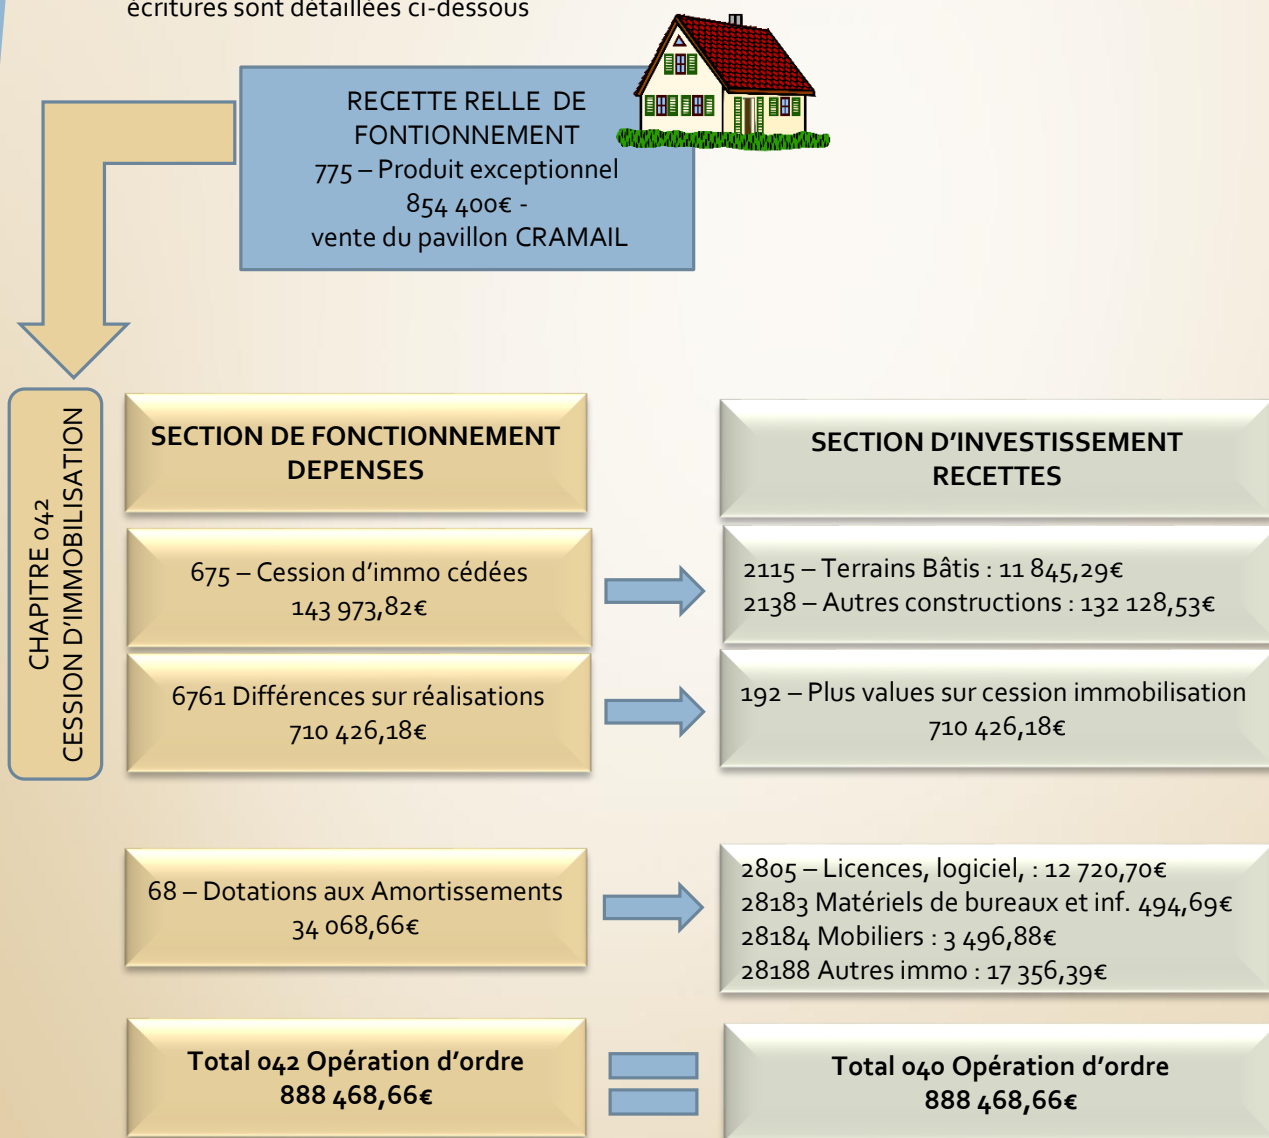 écritures sont détaillées ci-dessous
RECETTE RELLE DE
FONTIONNEMENT
775 – Produit exceptionnel
854 400€ -
vente du pavillon CRAMAIL
CHAPITRE 042
CESSION D'IMMOBILISATION
SECTION DE FONCTIONNEMENT
DEPENSES
SECTION D'INVESTISSEMENT
RECETTES
675 – Cession d'immo cédées
143 973,82€
2115 – Terrains Bâtis : 11 845,29€
2138 – Autres constructions : 132 128,53€
6761 Différences sur réalisations
710 426,18€
192 – Plus values sur cession immobilisation
710 426,18€
68 – Dotations aux Amortissements
34 068,66€
2805 – Licences, logiciel, : 12 720,70€
28183 Matériels de bureaux et inf. 494,69€
28184 Mobiliers : 3 496,88€
28188 Autres immo : 17 356,39€
Total 042 Opération d'ordre
888 468,66€
Total 040 Opération d'ordre
888 468,66€